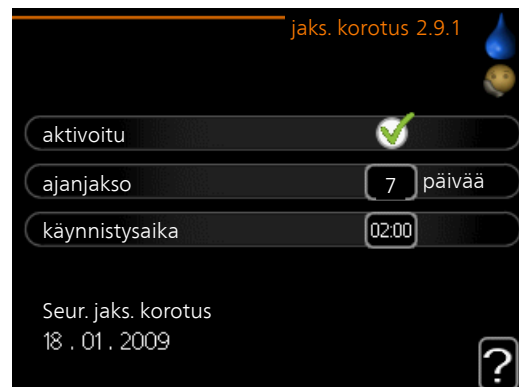 jaks. korotus 2.9.1
aktivoitu
ajanjakso 7 päivää
käynnistysaika 02:00
Seur. jaks. korotus
18 . 01 . 2009
?